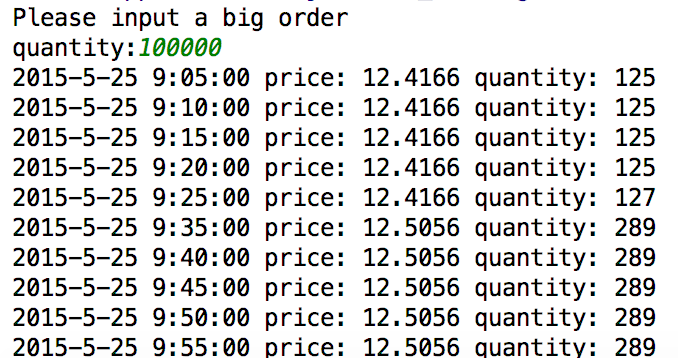 Please input a big order
quantity:100000
2015-5-25 9:05:00 price: 12.4166 quantity: 125
2015-5-25 9:10:00 price: 12.4166 quantity: 125
2015-5-25 9:15:00 price: 12.4166 quantity: 125
2015-5-25 9:20:00 price: 12.4166 quantity: 125
2015-5-25 9:25:00 price: 12.4166 quantity: 127
2015-5-25 9:35:00 price: 12.5056 quantity: 289
2015-5-25 9:40:00 price: 12.5056 quantity: 289
2015-5-25 9:45:00 price: 12.5056 quantity: 289
2015-5-25 9:50:00 price: 12.5056 quantity: 289
2015-5-25 9:55:00 price: 12.5056 quantity: 289